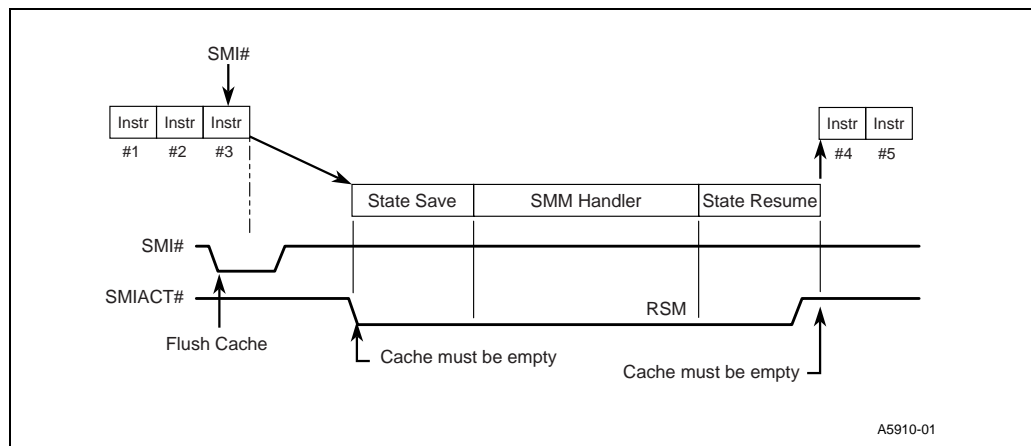 SMI#
Instr Instr Instr
#1 #2 #3
Instr Instr
#4 #5
State Save SMM Handler State Resume
SMI#
SMIACT#
RSM
Flush Cache
Cache must be empty
Cache must be empty
A5910-01